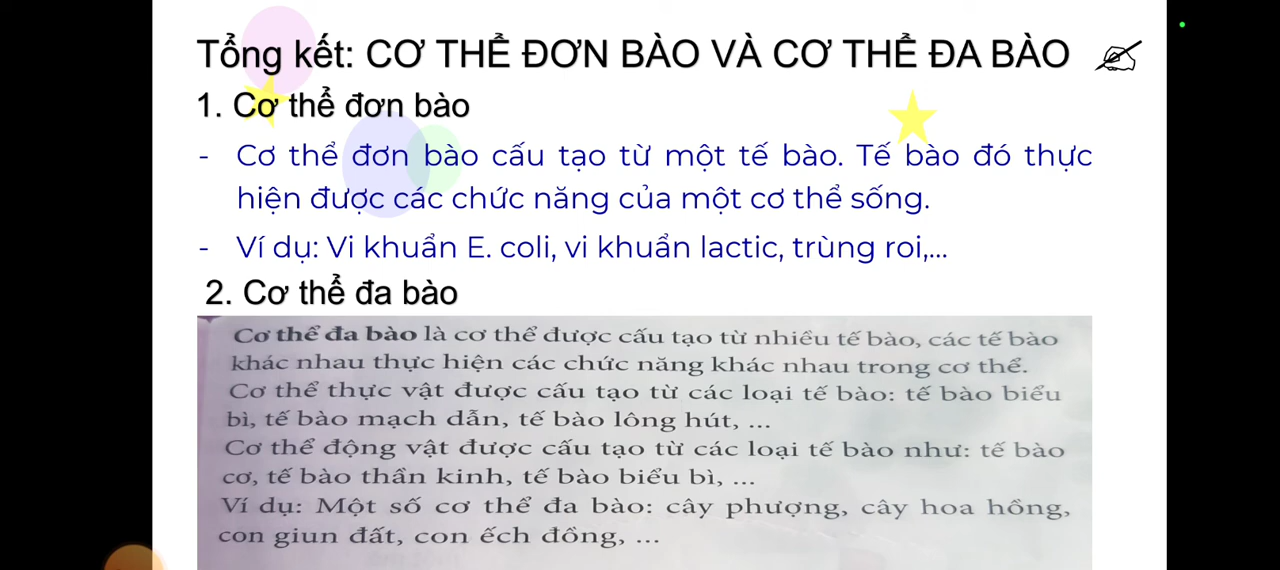 Tổng kết: CƠ THỂ ĐƠN BÀO VÀ CƠ THỂ ĐA BÀO
1. Cơ thể đơn bào
- Cơ thể đơn bào cấu tạo từ một tế bào. Tế bào đó thực
hiện được các chức năng của một cơ thể sống.
- Ví dụ: Vi khuẩn E. coli, vi khuẩn lactic, trùng roi,...
2. Cơ thể đa bào
Cơ thể đa bào là cơ thể được cấu tạo từ nhiều tế bào, các tế bào
khác nhau thực hiện các chức năng khác nhau trong cơ thể.
Cơ thể thực vật được cấu tạo từ các loại tế bào: tế bào biểu
bì, tế bào mạch dẫn, tế bào lông hút, ...
Cơ thể động vật được cấu tạo từ các loại tế bào như: tế bào
cơ, tế bào thần kinh, tế bào biểu bì, ...
Ví dụ: Một số cơ thể đa bào: cây phượng, cây hoa hồng,
con giun đất, con ếch đồng, ...